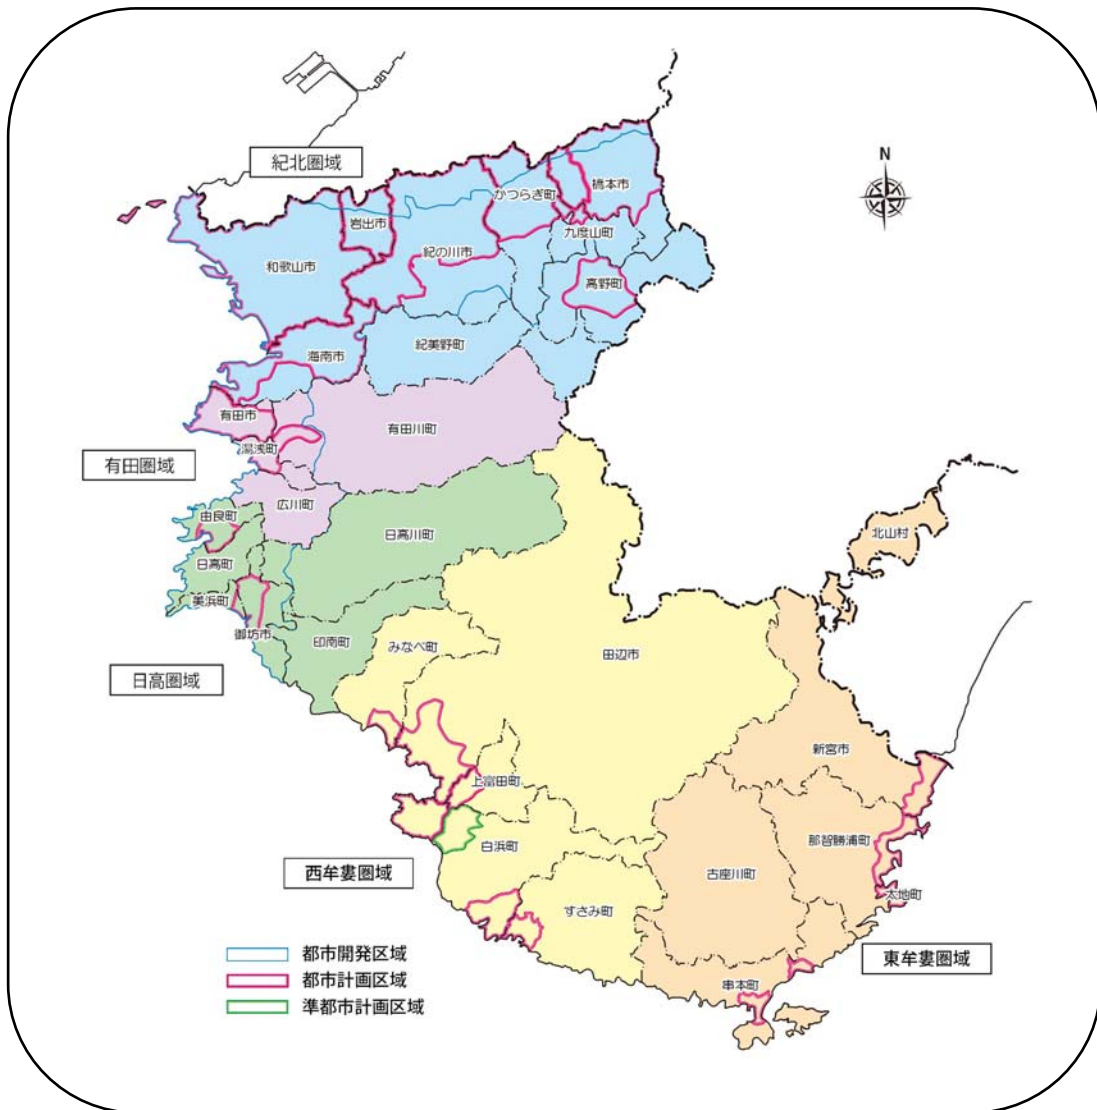 紀北圏域
N
橋本市
かつらぎ町
岩出市
九度山町
紀の川市
和歌山市
高野町
紀美野町
海南市
有田市
有田川町
湯浅町
有田圏域
広川町
由良町
日高川町
北山村
日高町
美浜町
御坊市
印南町
みなべ町
田辺市
日高圏域
新宮市
上富田町
那智勝浦町
白浜町
西牟婁圏域
古座川町
太地町
すさみ町
都市開発区域
東牟婁圏域
都市計画区域
串本町
準都市計画区域